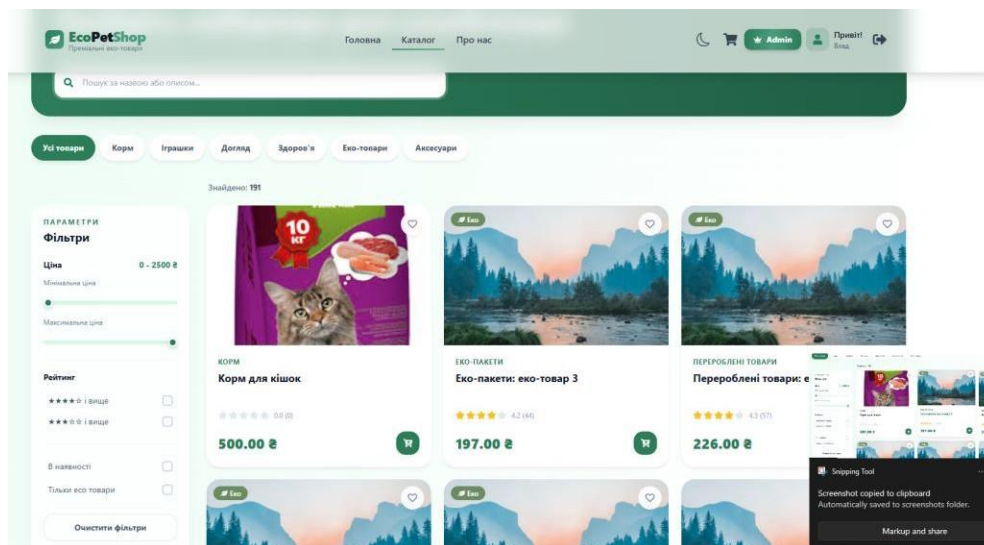 EcoPetShop
Преміальні еко-товари
Головна Каталог Про нас
Admin
Привіт!
Влад
Пошук за назвою або описом...
Усі товари Корм Іграшки Догляд Здоров'я Еко-товари Аксесуари
Знайдено: 191
ПАРАМЕТРИ
Фільтри
Ціна 0 - 2500 ₴
Мінімальна ціна
Максимальна ціна
Рейтинг
★★★★☆ і вище
★★★☆☆ і вище
В наявності
Тільки еко товари
Очистити фільтри
10
КГ
КОРМ
Корм для кішок
0.0 (0)
500.00 ₴
Еко
ЕКО-ПАКЕТИ
Еко-пакети: еко-товар 3
4.2 (44)
197.00 ₴
Еко
ПЕРЕРОБЛЕНІ ТОВАРИ
Перероблені товари: е
4.3 (57)
226.00 ₴
Еко
Еко
Snipping Tool
Screenshot copied to clipboard
Automatically saved to screenshots folder.
Markup and share